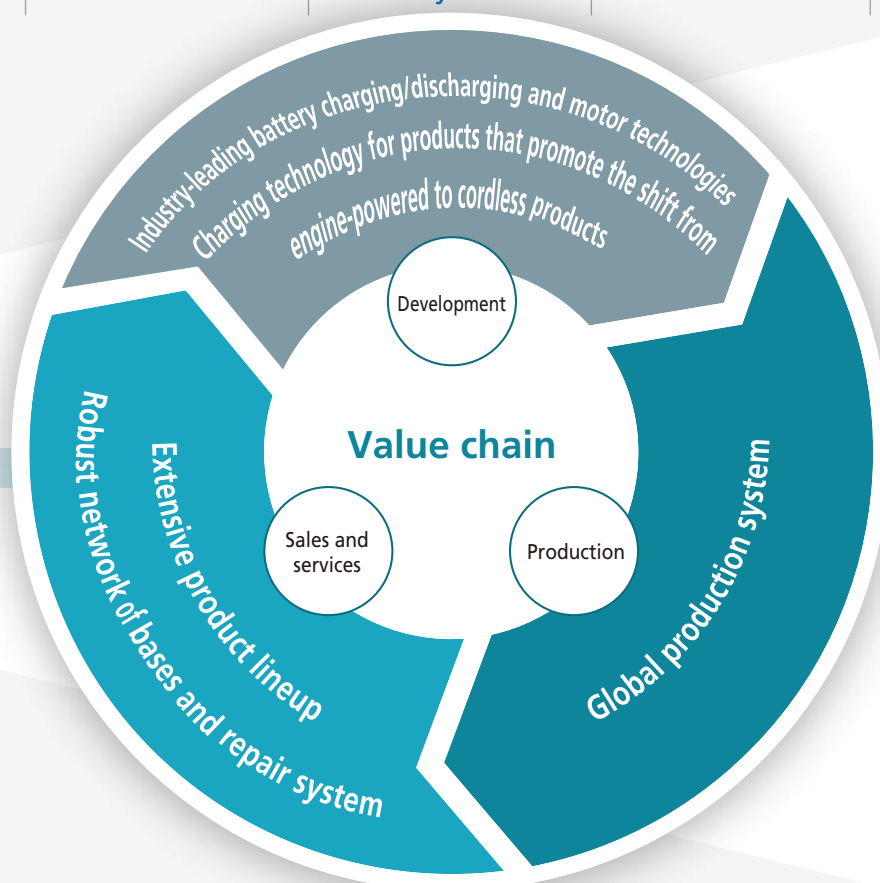 Industry-leading battery charging/discharging and motor technologies
Charging technology for products that promote the shift from
engine-powered to cordless products
Development
Value chain
Sales and
services
Production
Extensive product lineup
Robust network of bases and repair system
Global production system